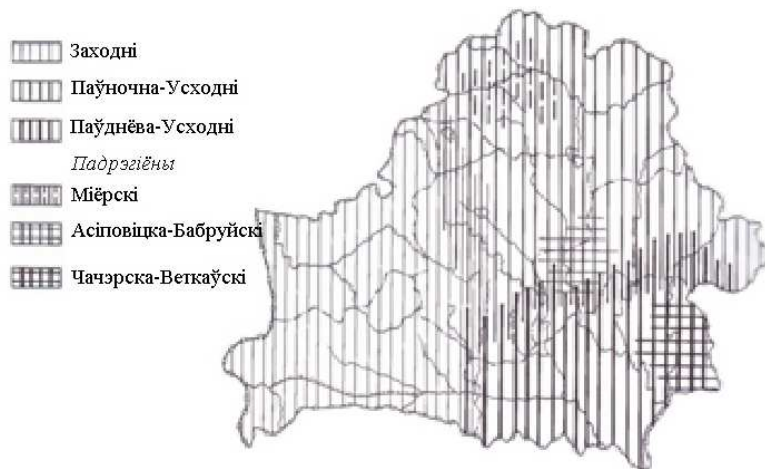 Заходні
Паўночна-Усходні
Паўднёва-Усходні
Падрэгіёны
Міёрскі
Асіповіцка-Бабруйскі
Чачэрска-Веткаўскі